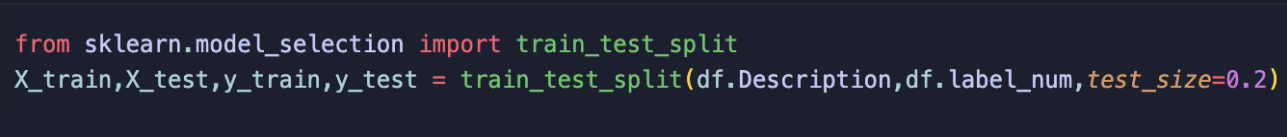 from sklearn.model_selection import train_test_split
X_train,X_test,y_train,y_test = train_test_split(df.Description,df.label_num,test_size=0.2)